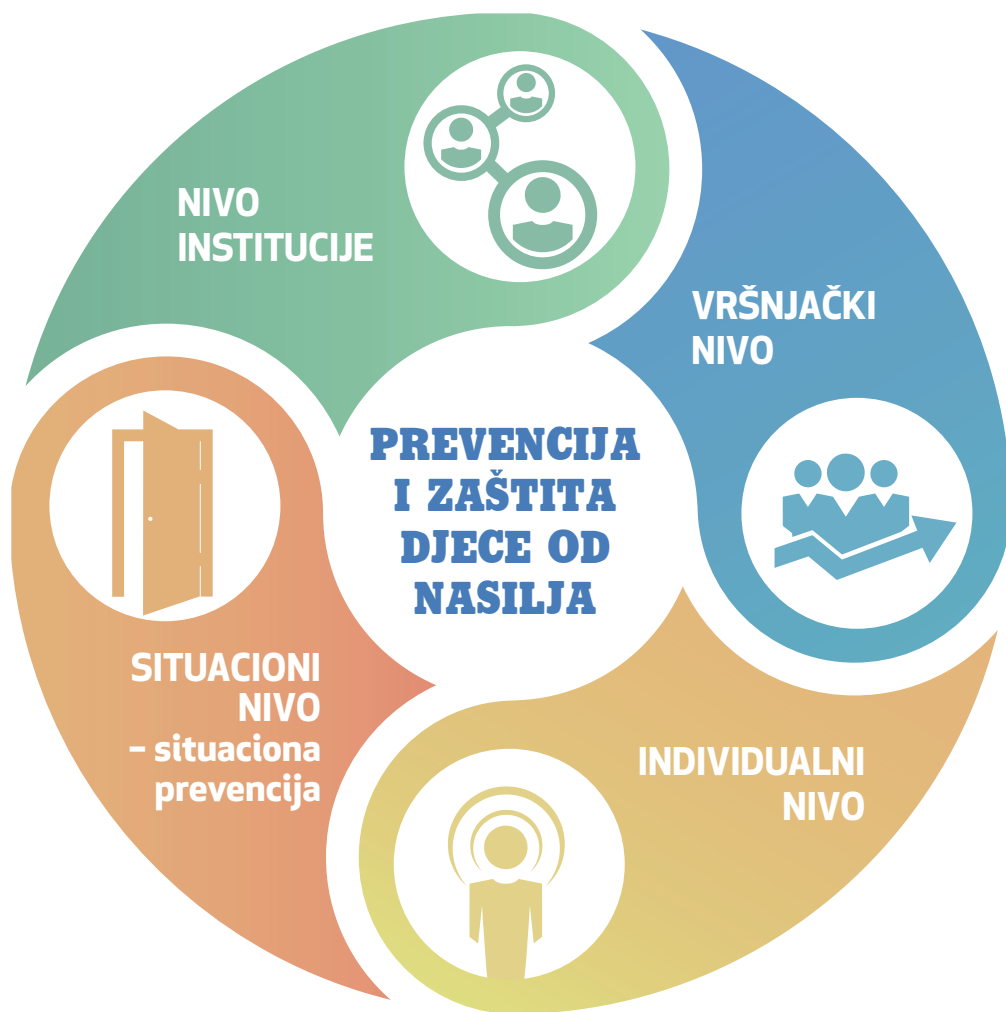 NIVO
INSTITUCIJE
VRŠNJAČKI
NIVO
PREVENCIJA
I ZAŠTITA
DJECE OD
NASILJA
SITUACIONI
NIVO
– situaciona
prevencija
INDIVIDUALNI
NIVO